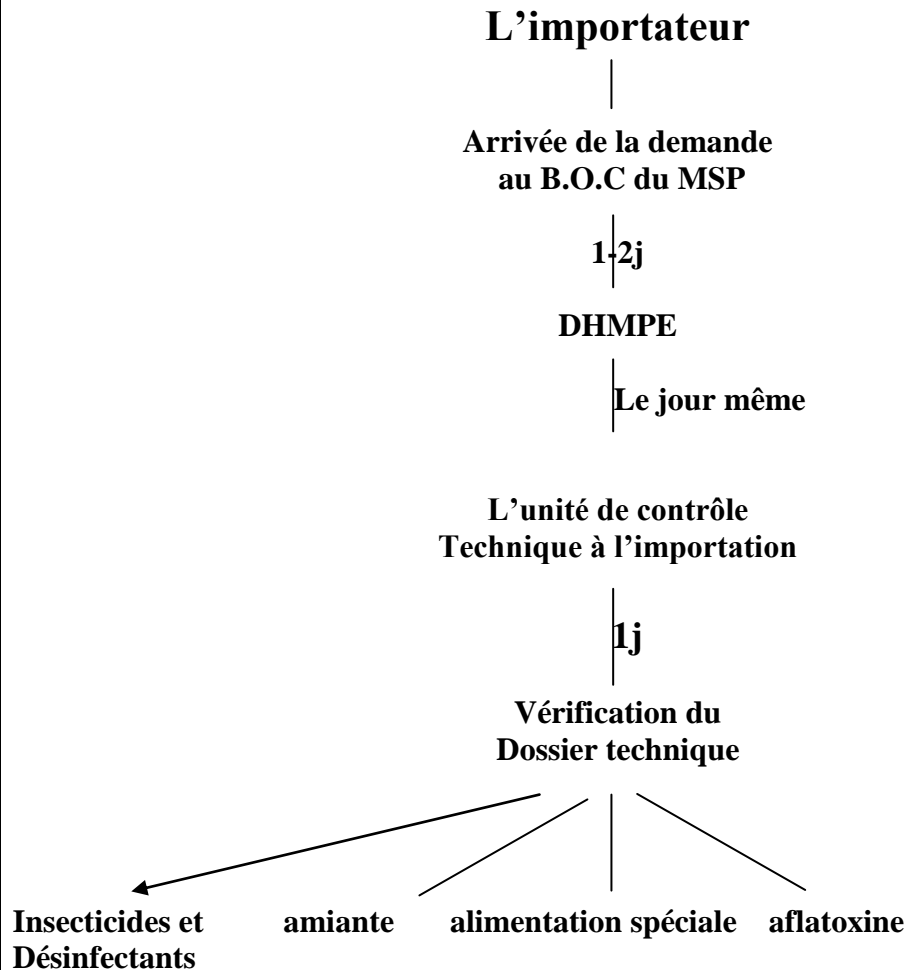 L’importateur
Arrivée de la demande
au B.O.C du MSP
1-2j
DHMPE
Le jour même
L’unité de contrôle
Technique à l’importation
1j
Vérification du
Dossier technique
Insecticides et
Désinfectants
amiante
alimentation spéciale
aflatoxine